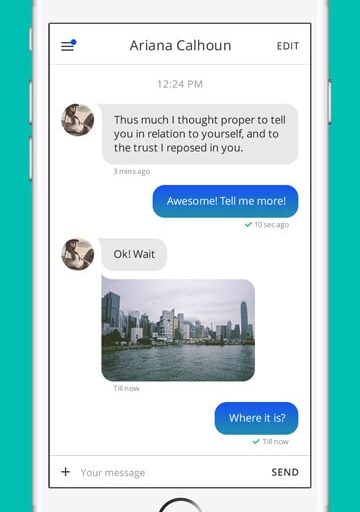 Ariana Calhoun EDIT
12:24 PM
Thus much I thought proper to tell
you in relation to yourself, and to
the trust I reposed in you.
3 mins ago
Awesome! Tell me more!
10 sec ago
Ok! Wait
Till now
Where it is?
Till now
+ Your message SEND